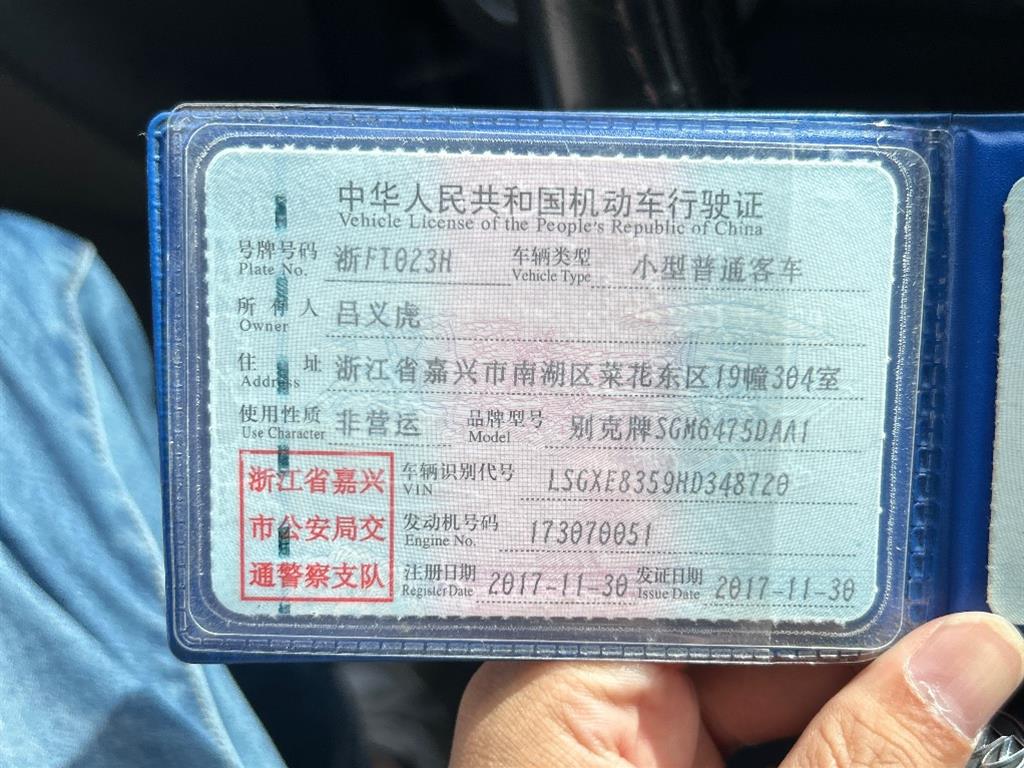 中华人民共和国机动车行驶证
Vehicle License of the People's Republic of China
号牌号码 浙FT023H 车辆类型 小型普通客车
Plate No. Vehicle Type
所有人 吕义虎
Owner
住址 浙江省嘉兴市南湖区菜花东区19幢304室
Address
使用性质 非营运 品牌型号 别克牌SGM6475DAA1
Use Character Model
浙江省嘉兴
市公安局交
通警察支队
车辆识别代号 LSGXE8359HD348720
VIN
发动机号码 173070051
Engine No.
注册日期 2017-11-30 发证日期 2017-11-30
Register Date Issue Date